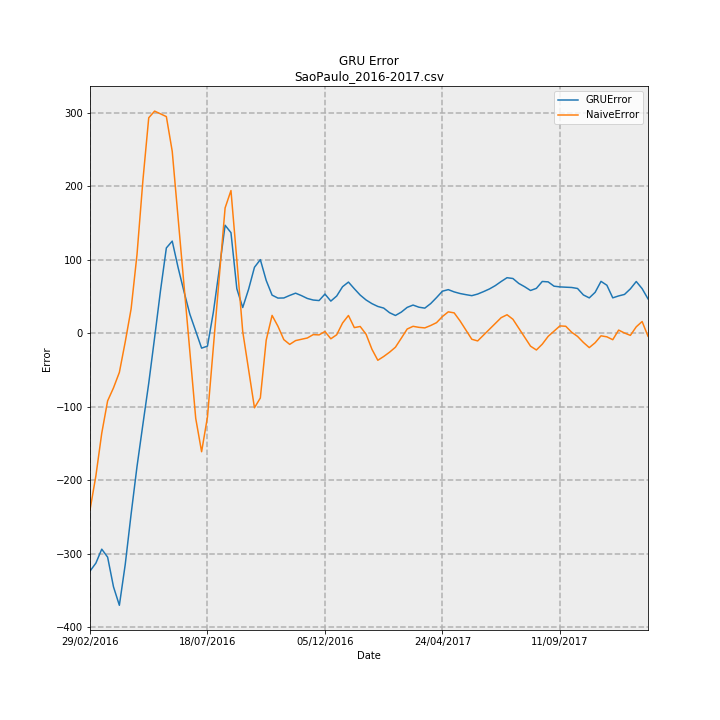 GRU Error
SaoPaulo_2016-2017.csv
GRUError
NaiveError
300
200
100
0
−100
−200
−300
−400
Error
29/02/2016
18/07/2016
05/12/2016
24/04/2017
11/09/2017
Date